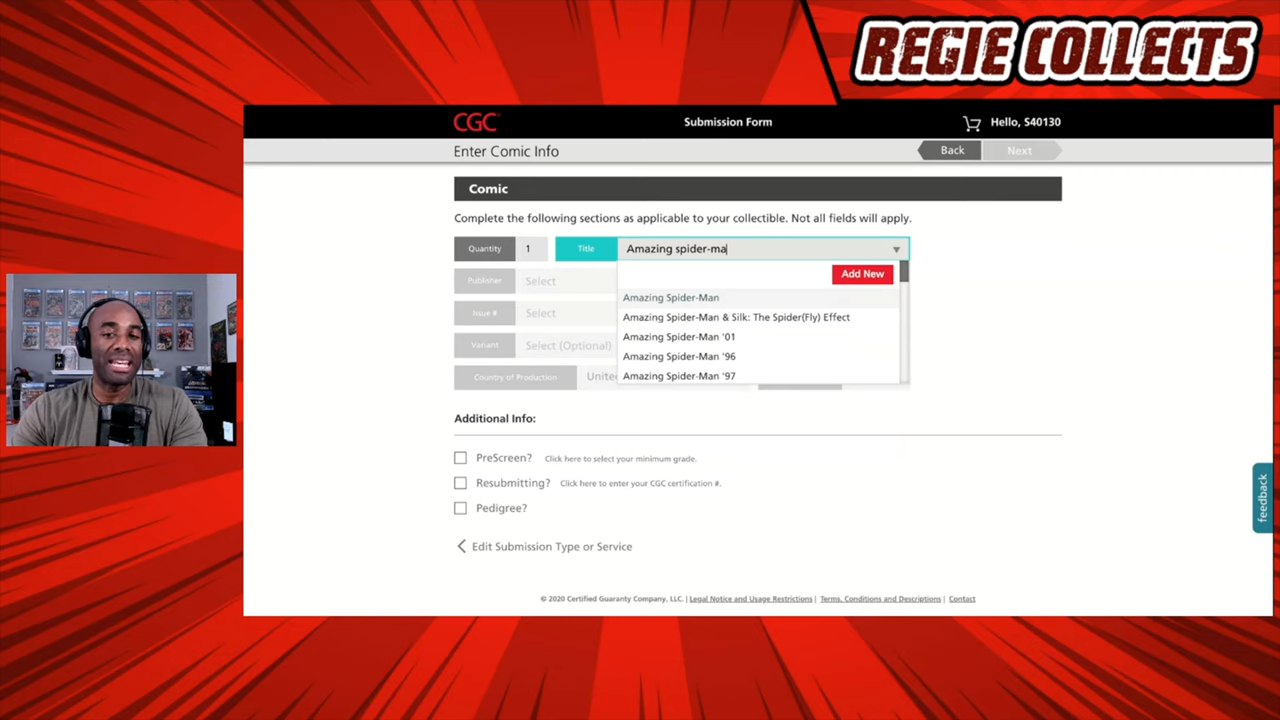 REGIE COLLECTS
CGC
Submission Form
Hello, S40130
Enter Comic Info
Back
Next
Comic
Complete the following sections as applicable to your collectible. Not all fields will apply.
Quantity 1 Title Amazing spider-ma
Add New
Publisher Select
Amazing Spider-Man
Issue # Select
Amazing Spider-Man & Silk: The Spider(Fly) Effect
Amazing Spider-Man '01
Variant Select (Optional)
Amazing Spider-Man '96
Country of Production
Amazing Spider-Man '97
Additional Info:
PreScreen? Click here to select your minimum grade.
Resubmitting? Click here to enter your CGC certification #.
Pedigree?
Edit Submission Type or Service
feedback
© 2020 Certified Guaranty Company, LLC. | Legal Notice and Usage Restrictions | Terms, Conditions and Descriptions | Contact